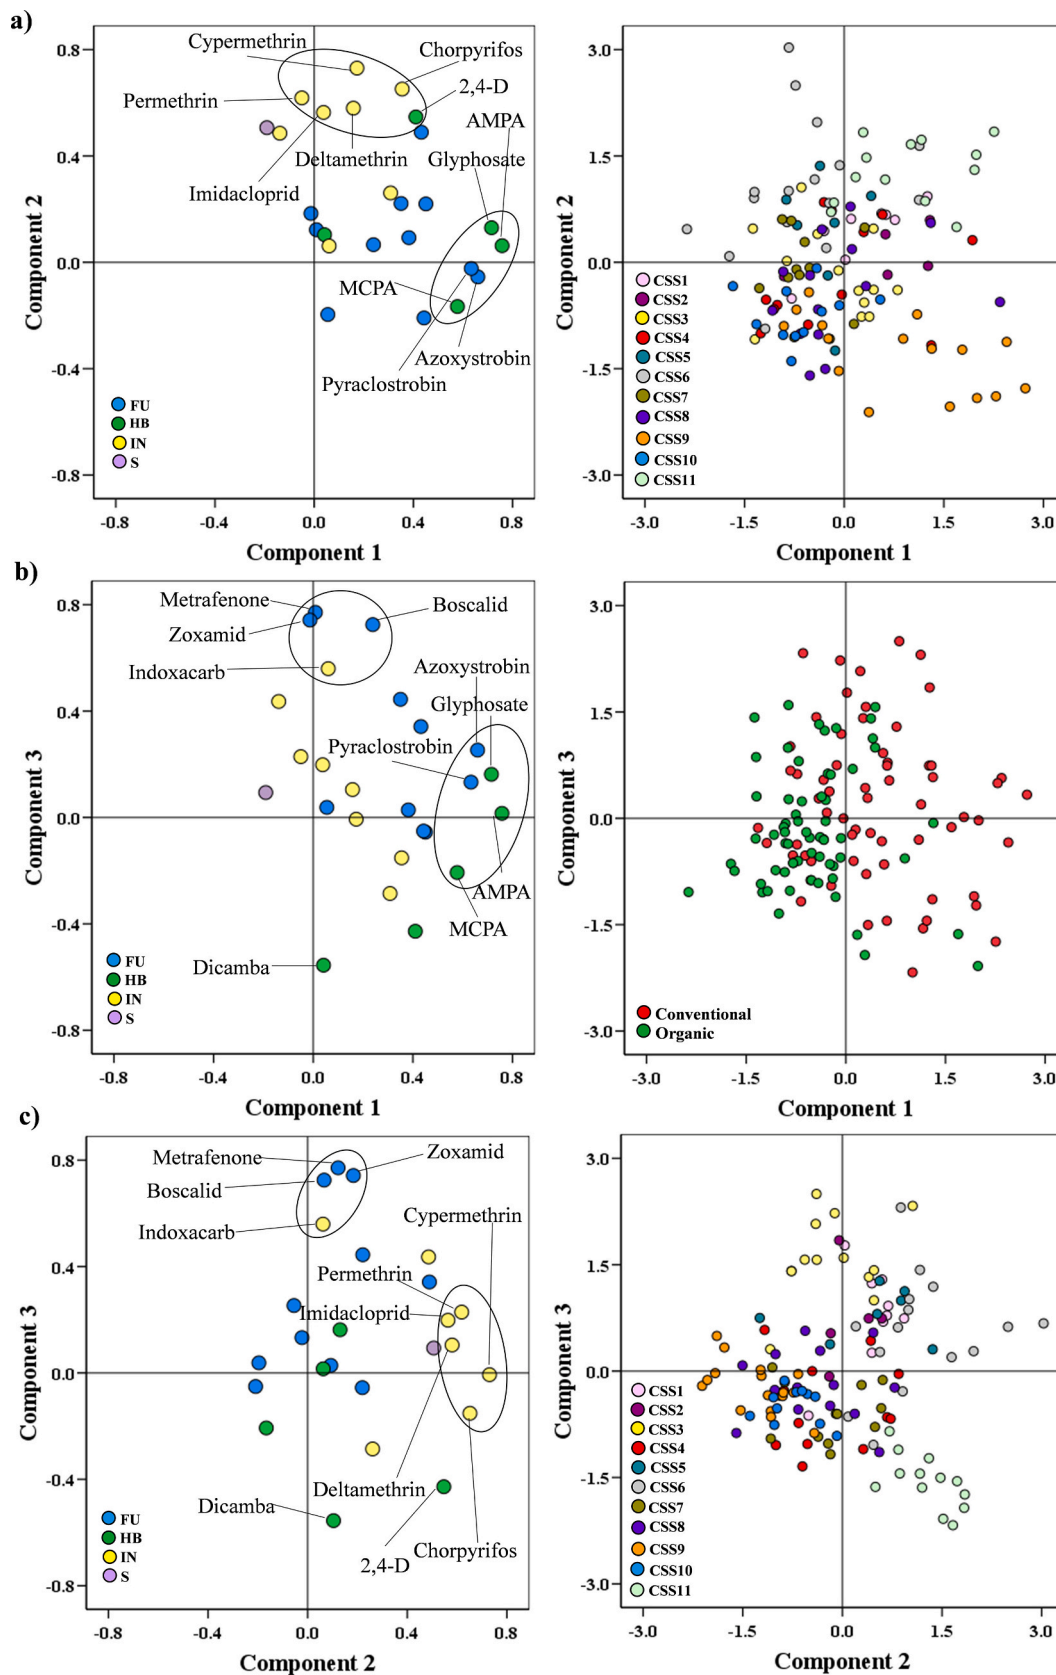 a)
Cypermethrin
Chorpyrifos
2,4-D
Permethrin
AMPA
Deltamethrin
Glyphosate
Imidacloprid
MCPA
Azoxystrobin
Pyraclostrobin
0.8
0.4
0.0
-0.4
-0.8
Component 2
FU
HB
IN
S
-0.8
-0.4
0.0
0.4
0.8
Component 1
3.0
1.5
0.0
-1.5
-3.0
Component 2
CSS1
CSS2
CSS3
CSS4
CSS5
CSS6
CSS7
CSS8
CSS9
CSS10
CSS11
-3.0
-1.5
0.0
1.5
3.0
Component 1
b)
Metrafenone
Boscalid
Zoxamid
Indoxacarb
Azoxystrobin
Glyphosate
Pyraclostrobin
AMPA
MCPA
Dicamba
0.8
0.4
0.0
-0.4
-0.8
Component 3
FU
HB
IN
S
-0.8
-0.4
0.0
0.4
0.8
Component 1
3.0
1.5
0.0
-1.5
-3.0
Component 3
Conventional
Organic
-3.0
-1.5
0.0
1.5
3.0
Component 1
c)
Metrafenone
Zoxamid
Boscalid
Indoxacarb
Cypermethrin
Permethrin
Imidacloprid
Deltamethrin
Dicamba
2,4-D
Chorpyrifos
0.8
0.4
0.0
-0.4
-0.8
Component 3
FU
HB
IN
S
-0.8
-0.4
0.0
0.4
0.8
Component 2
3.0
1.5
0.0
-1.5
-3.0
Component 3
CSS1
CSS2
CSS3
CSS4
CSS5
CSS6
CSS7
CSS8
CSS9
CSS10
CSS11
-3.0
-1.5
0.0
1.5
3.0
Component 2